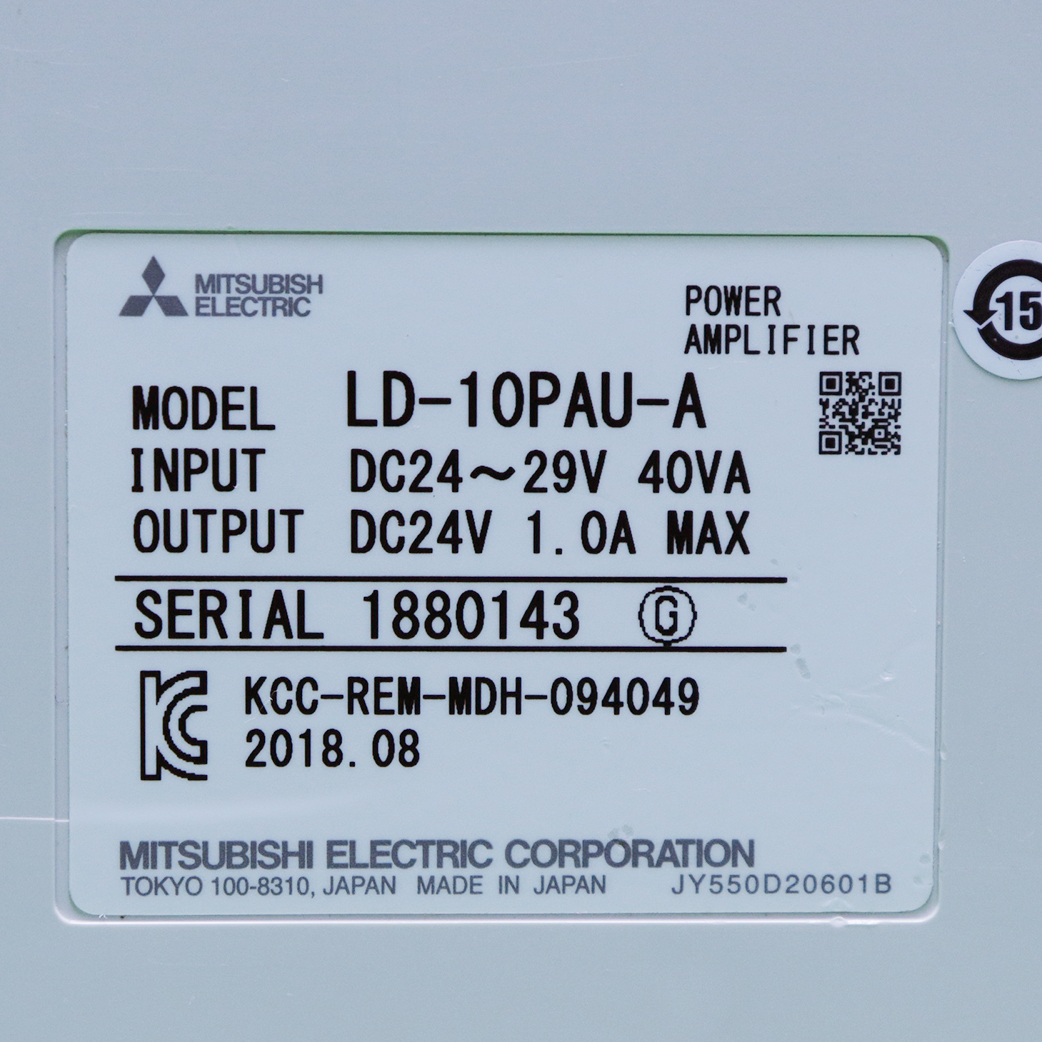 MITSUBISHI
ELECTRIC
POWER
AMPLIFIER
15
MODEL LD-10PAU-A
INPUT DC24～29V 40VA
OUTPUT DC24V 1.0A MAX
SERIAL 1880143 G
KC KCC-REM-MDH-094049
2018.08
MITSUBISHI ELECTRIC CORPORATION
TOKYO 100-8310, JAPAN MADE IN JAPAN JY550D20601B